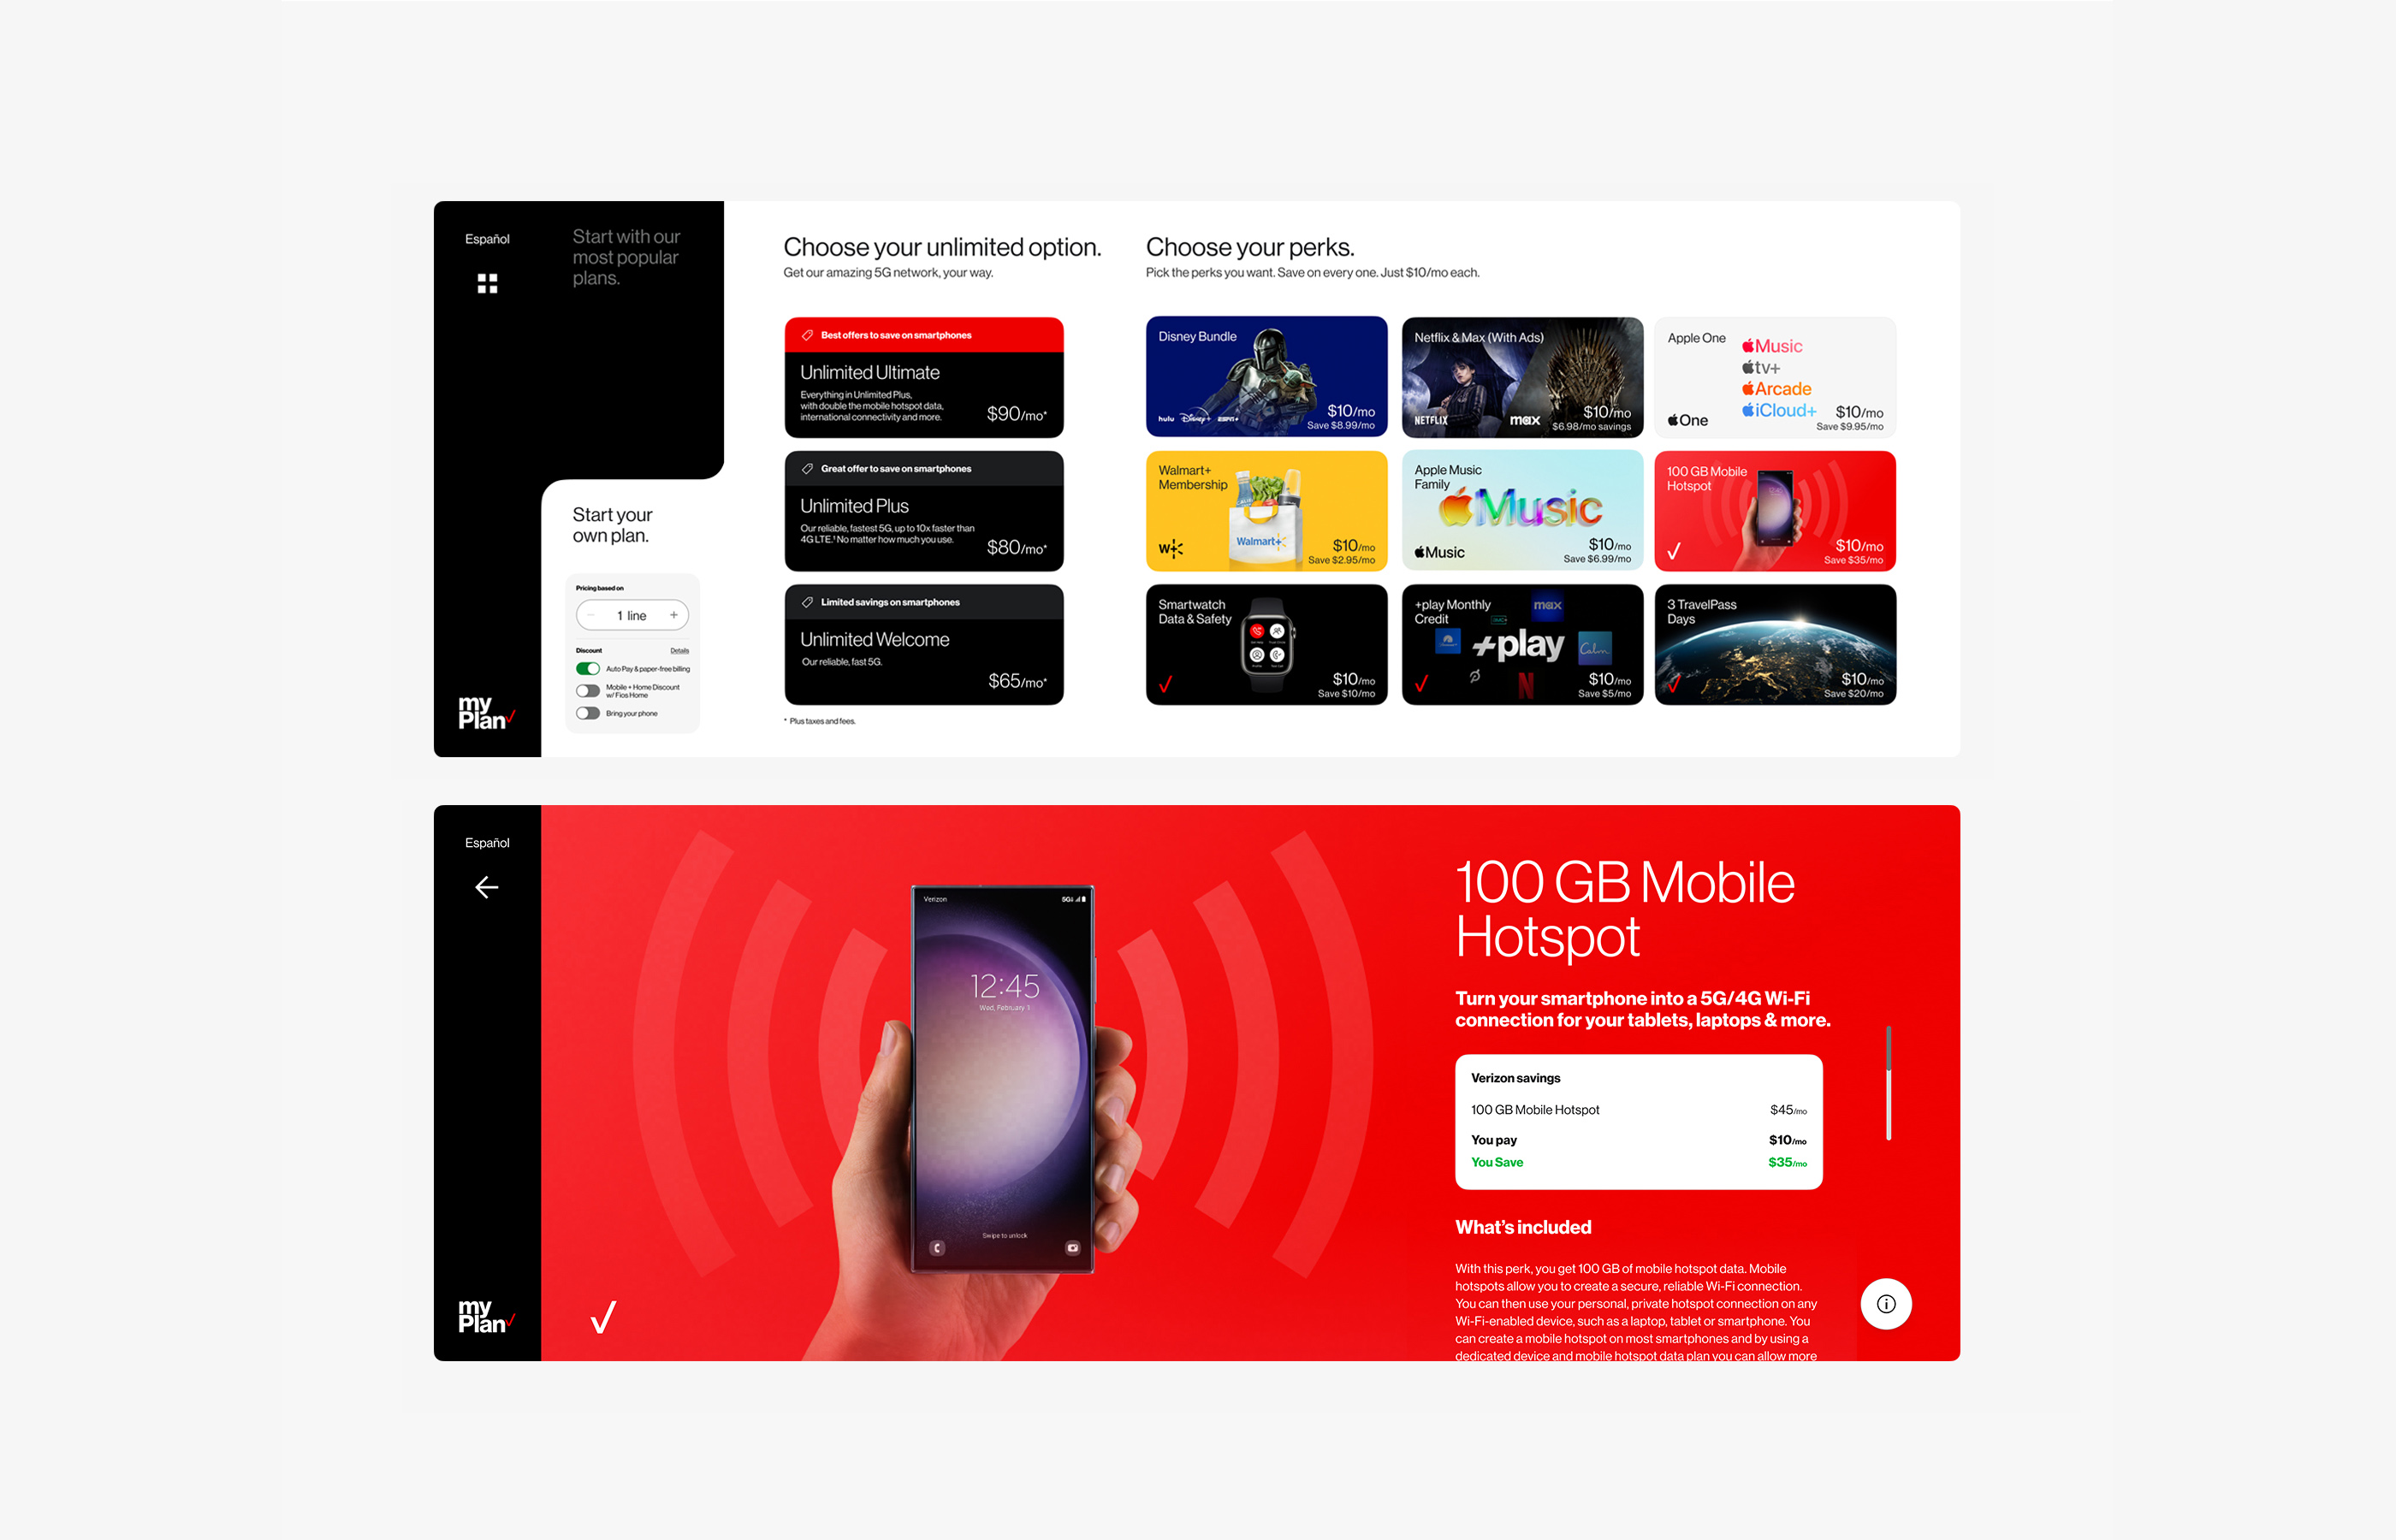 Español
Start with our
most popular
plans.
Start your
own plan.
Pricing based on
− 1 line +
Discount Details
Auto Pay & paper-free billing
Mobile + Home Discount
w/ Fios Home
Bring your phone
my
Plan
Choose your unlimited option.
Get our amazing 5G network, your way.
Best offers to save on smartphones
Unlimited Ultimate
Everything in Unlimited Plus,
with double the mobile hotspot data,
international connectivity and more.
$90/mo*
Great offer to save on smartphones
Unlimited Plus
Our reliable, fastest 5G, up to 10x faster than
4G LTE.¹ No matter how much you use.
$80/mo*
Limited savings on smartphones
Unlimited Welcome
Our reliable, fast 5G.
$65/mo*
* Plus taxes and fees.
Choose your perks.
Pick the perks you want. Save on every one. Just $10/mo each.
Disney Bundle
hulu Disney+ ESPN+
$10/mo
Save $8.99/mo
Netflix & Max (With Ads)
NETFLIX max
$10/mo
$6.98/mo savings
Apple One
Music
tv+
Arcade
iCloud+
One
$10/mo
Save $9.95/mo
Walmart+
Membership
Walmart
W+
$10/mo
Save $2.95/mo
Apple Music
Family
Music
Music
$10/mo
Save $6.99/mo
100 GB Mobile
Hotspot
$10/mo
Save $35/mo
Smartwatch
Data & Safety
$10/mo
Save $10/mo
+play Monthly
Credit
max
+play
Calm
N
$10/mo
Save $5/mo
3 TravelPass
Days
$10/mo
Save $20/mo
Español
my
Plan
Verizon 5G
12:45
Wed, February 1
Swipe to unlock
100 GB Mobile
Hotspot
Turn your smartphone into a 5G/4G Wi-Fi
connection for your tablets, laptops & more.
Verizon savings
100 GB Mobile Hotspot $45/mo
You pay $10/mo
You Save $35/mo
What's included
With this perk, you get 100 GB of mobile hotspot data. Mobile
hotspots allow you to create a secure, reliable Wi-Fi connection.
You can then use your personal, private hotspot connection on any
Wi-Fi-enabled device, such as a laptop, tablet or smartphone. You
can create a mobile hotspot on most smartphones and by using a
dedicated device and mobile hotspot data plan you can allow more